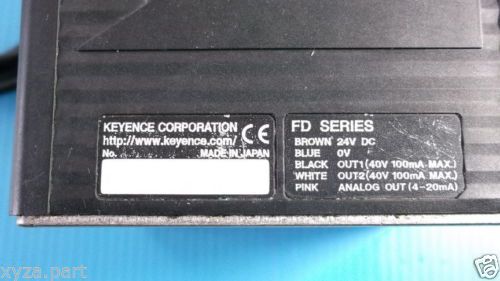 KEYENCE CORPORATION
http://www.keyence.com/ CE
No. MADE IN JAPAN
FD SERIES
BROWN 24V DC
BLUE 0V
BLACK OUT1(40V 100mA MAX.)
WHITE OUT2(40V 100mA MAX.)
PINK ANALOG OUT (4-20mA)
xyza.part